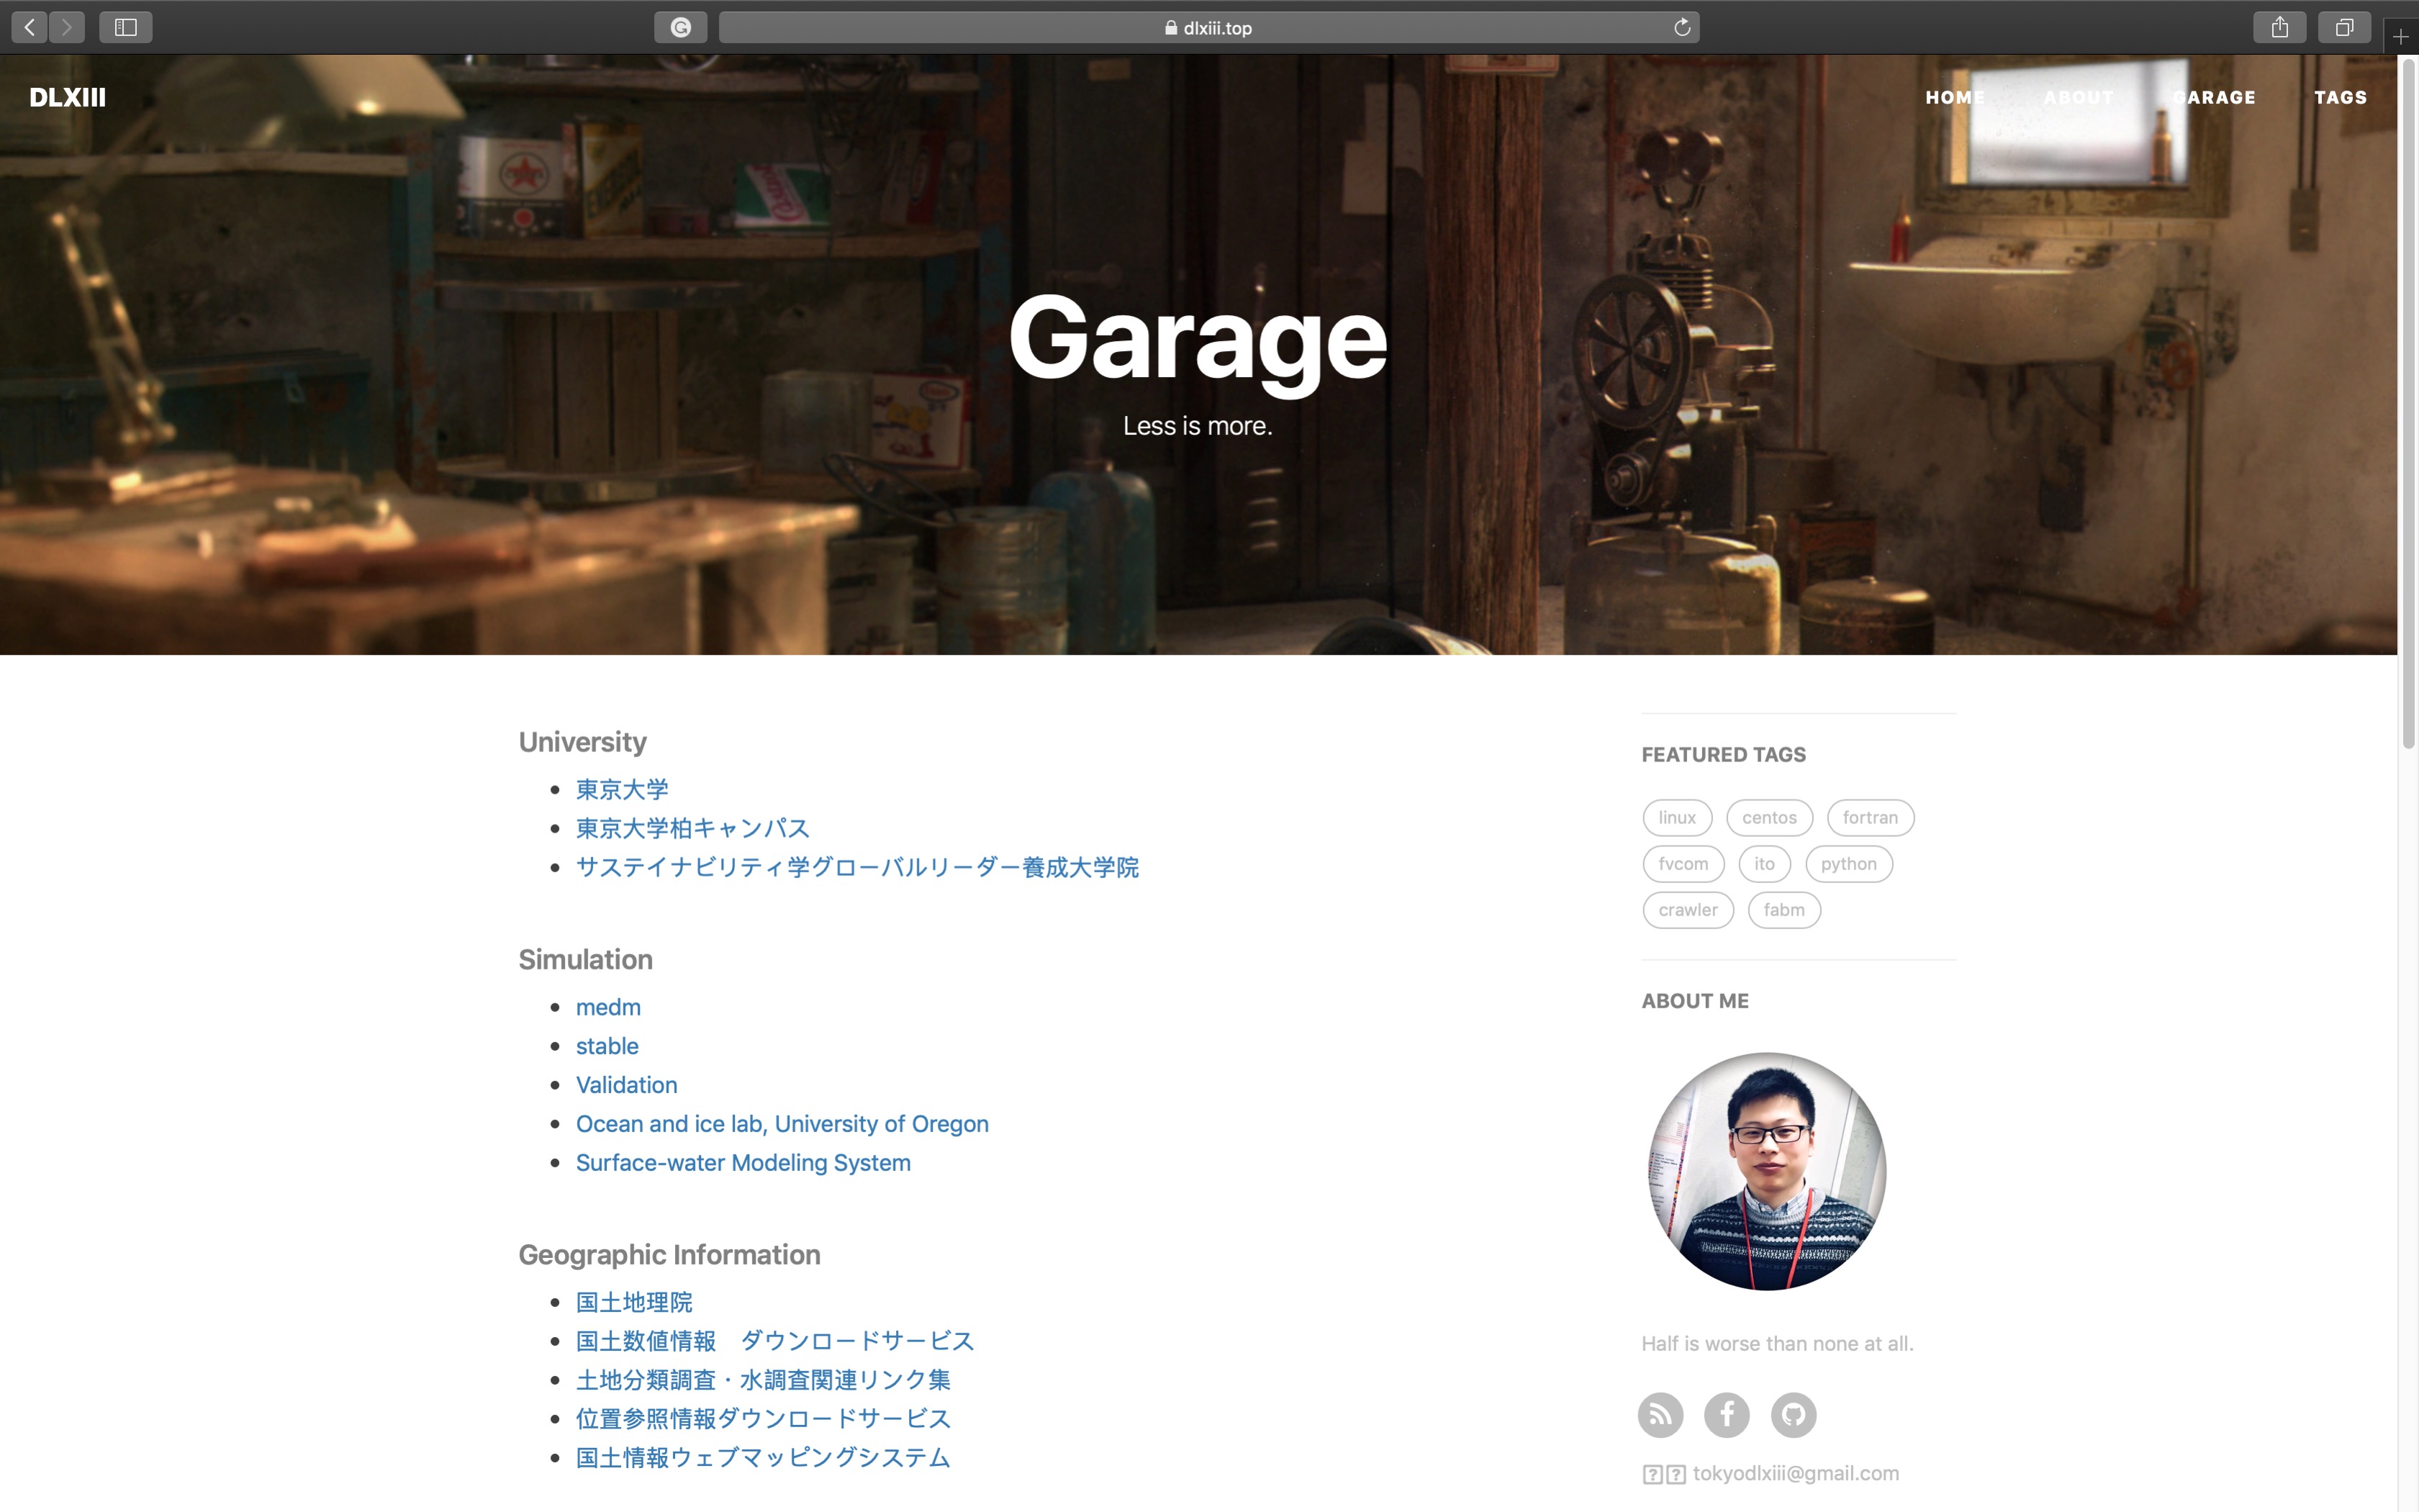 dlxiii.top
DLXIII
HOME ABOUT GARAGE TAGS
Garage
Less is more.
University
東京大学
東京大学柏キャンパス
サステイナビリティ学グローバルリーダー養成大学院
Simulation
medm
stable
Validation
Ocean and ice lab, University of Oregon
Surface-water Modeling System
Geographic Information
国土地理院
国土数値情報　ダウンロードサービス
土地分類調査・水調査関連リンク集
位置参照情報ダウンロードサービス
国土情報ウェブマッピングシステム
FEATURED TAGS
linux centos fortran
fvcom ito python
crawler fabm
ABOUT ME
Half is worse than none at all.
tokyodlxiii@gmail.com